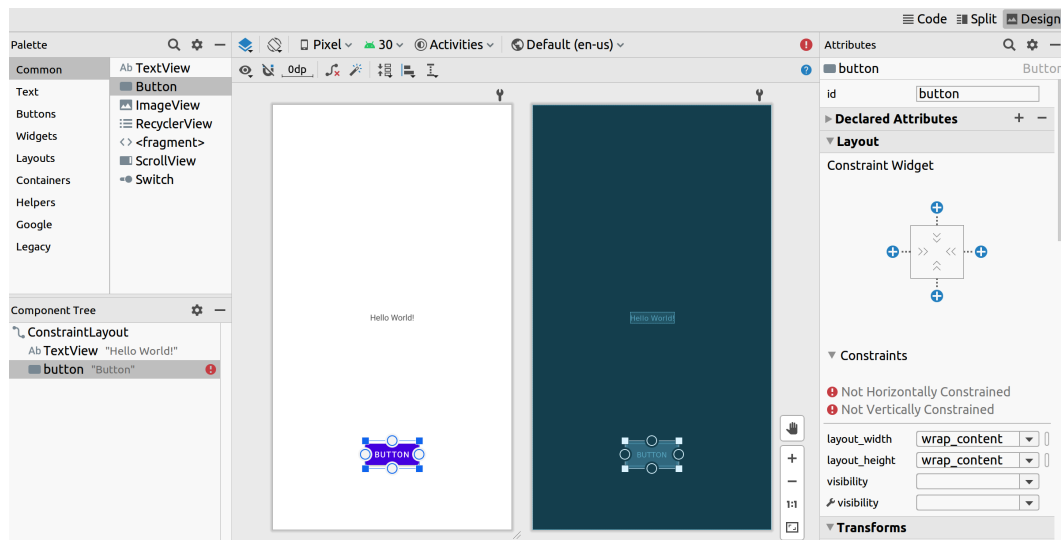 Code Split Design
Palette
Common
Text
Buttons
Widgets
Layouts
Containers
Helpers
Google
Legacy
Ab TextView
Button
ImageView
RecyclerView
<> <fragment>
ScrollView
Switch
Component Tree
ConstraintLayout
Ab TextView "Hello World!"
button "Button"
Pixel 30 Activities Default (en-us)
0dp
Hello World!
BUTTON
Hello World!
BUTTON
1:1
Attributes
button Button
id button
Declared Attributes
Layout
Constraint Widget
Constraints
Not Horizontally Constrained
Not Vertically Constrained
layout_width wrap_content
layout_height wrap_content
visibility
visibility
Transforms